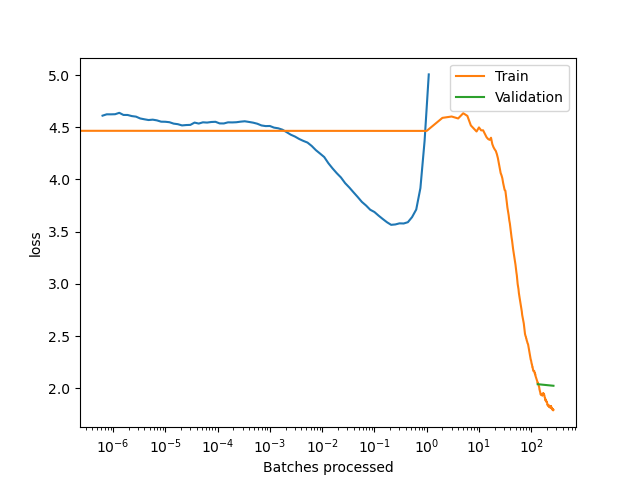 5.0
4.5
4.0
3.5
3.0
2.5
2.0
loss
10⁻⁶ 10⁻⁵ 10⁻⁴ 10⁻³ 10⁻² 10⁻¹ 10⁰ 10¹ 10²
Batches processed
Train
Validation